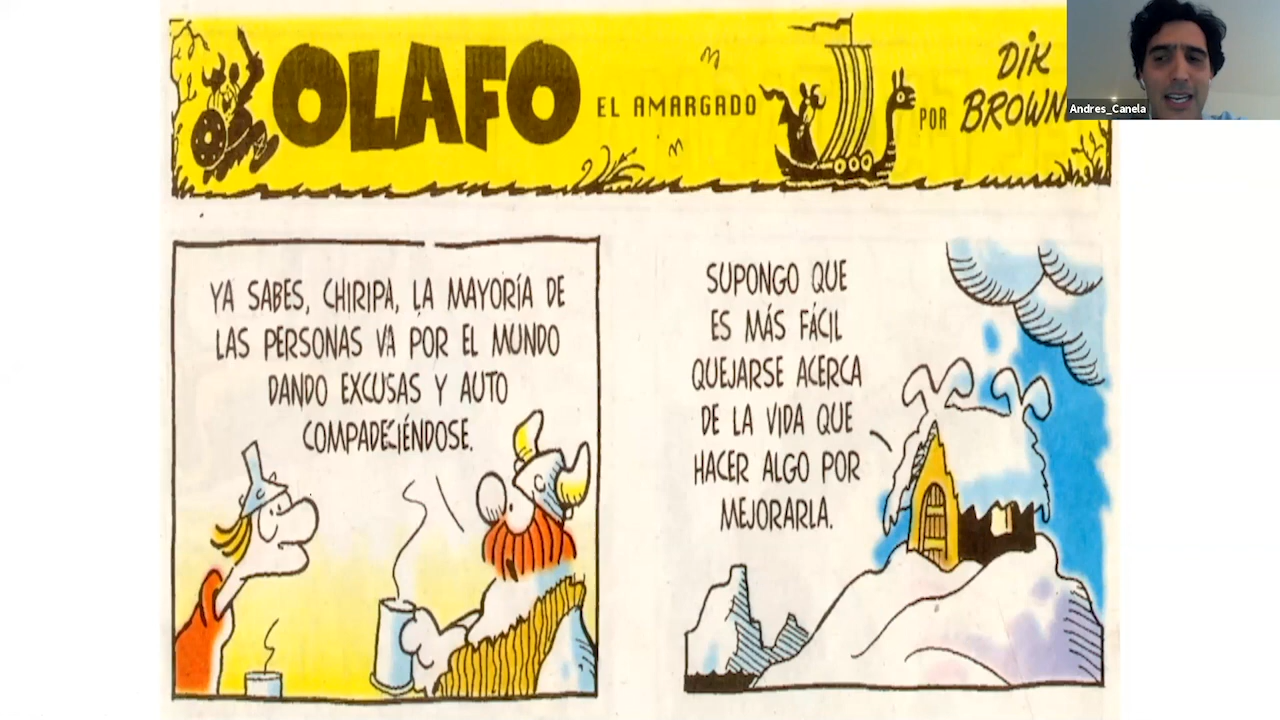 OLAFO
EL AMARGADO
POR
DIK
BROWN
Andres_Canela
YA SABES, CHIRIPA, LA MAYORÍA DE
LAS PERSONAS VA POR EL MUNDO
DANDO EXCUSAS Y AUTO
COMPADECIÉNDOSE.
SUPONGO QUE
ES MÁS FÁCIL
QUEJARSE ACERCA
DE LA VIDA QUE
HACER ALGO POR
MEJORARLA.